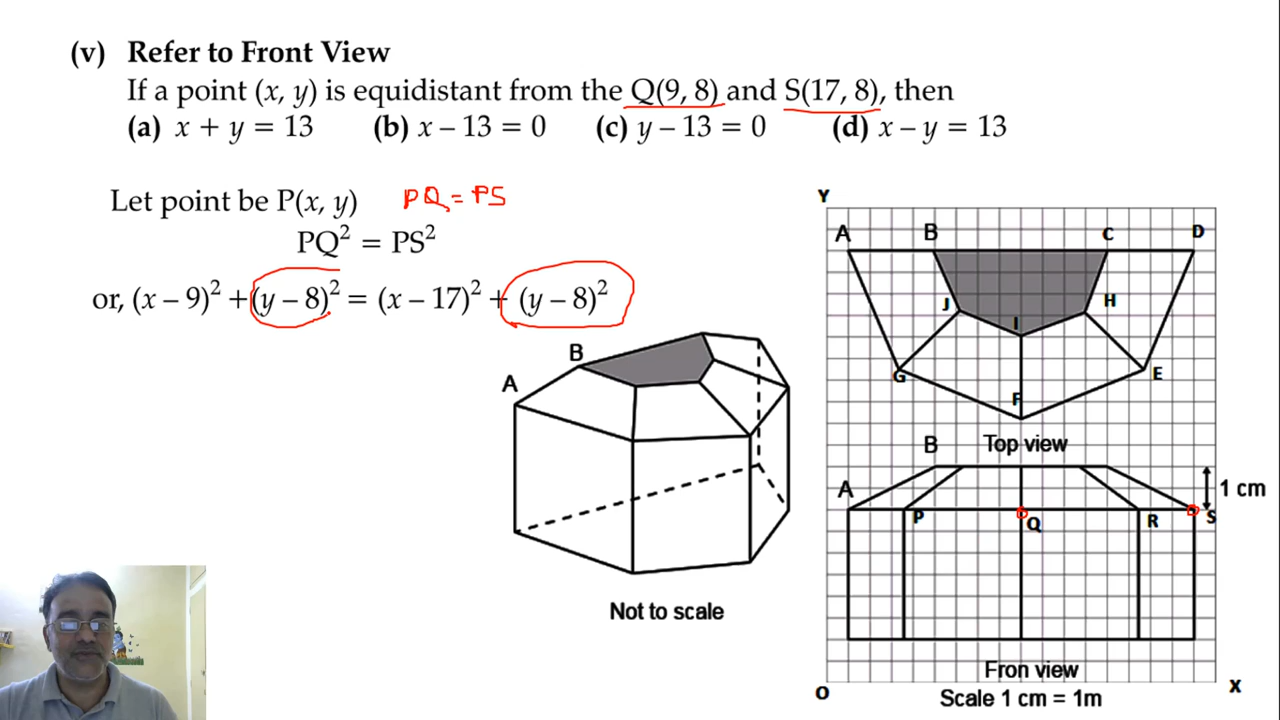 (v) Refer to Front View
If a point (x, y) is equidistant from the Q(9, 8) and S(17, 8), then
(a) x + y = 13 (b) x – 13 = 0 (c) y – 13 = 0 (d) x – y = 13
Let point be P(x, y) PQ = PS
PQ² = PS²
or, (x – 9)² + (y – 8)² = (x – 17)² + (y – 8)²
B
A
Not to scale
Y
A B C D
J H
I
G E
F
B Top view
A 1 cm
P Q R S
Fron view
O X
Scale 1 cm = 1m